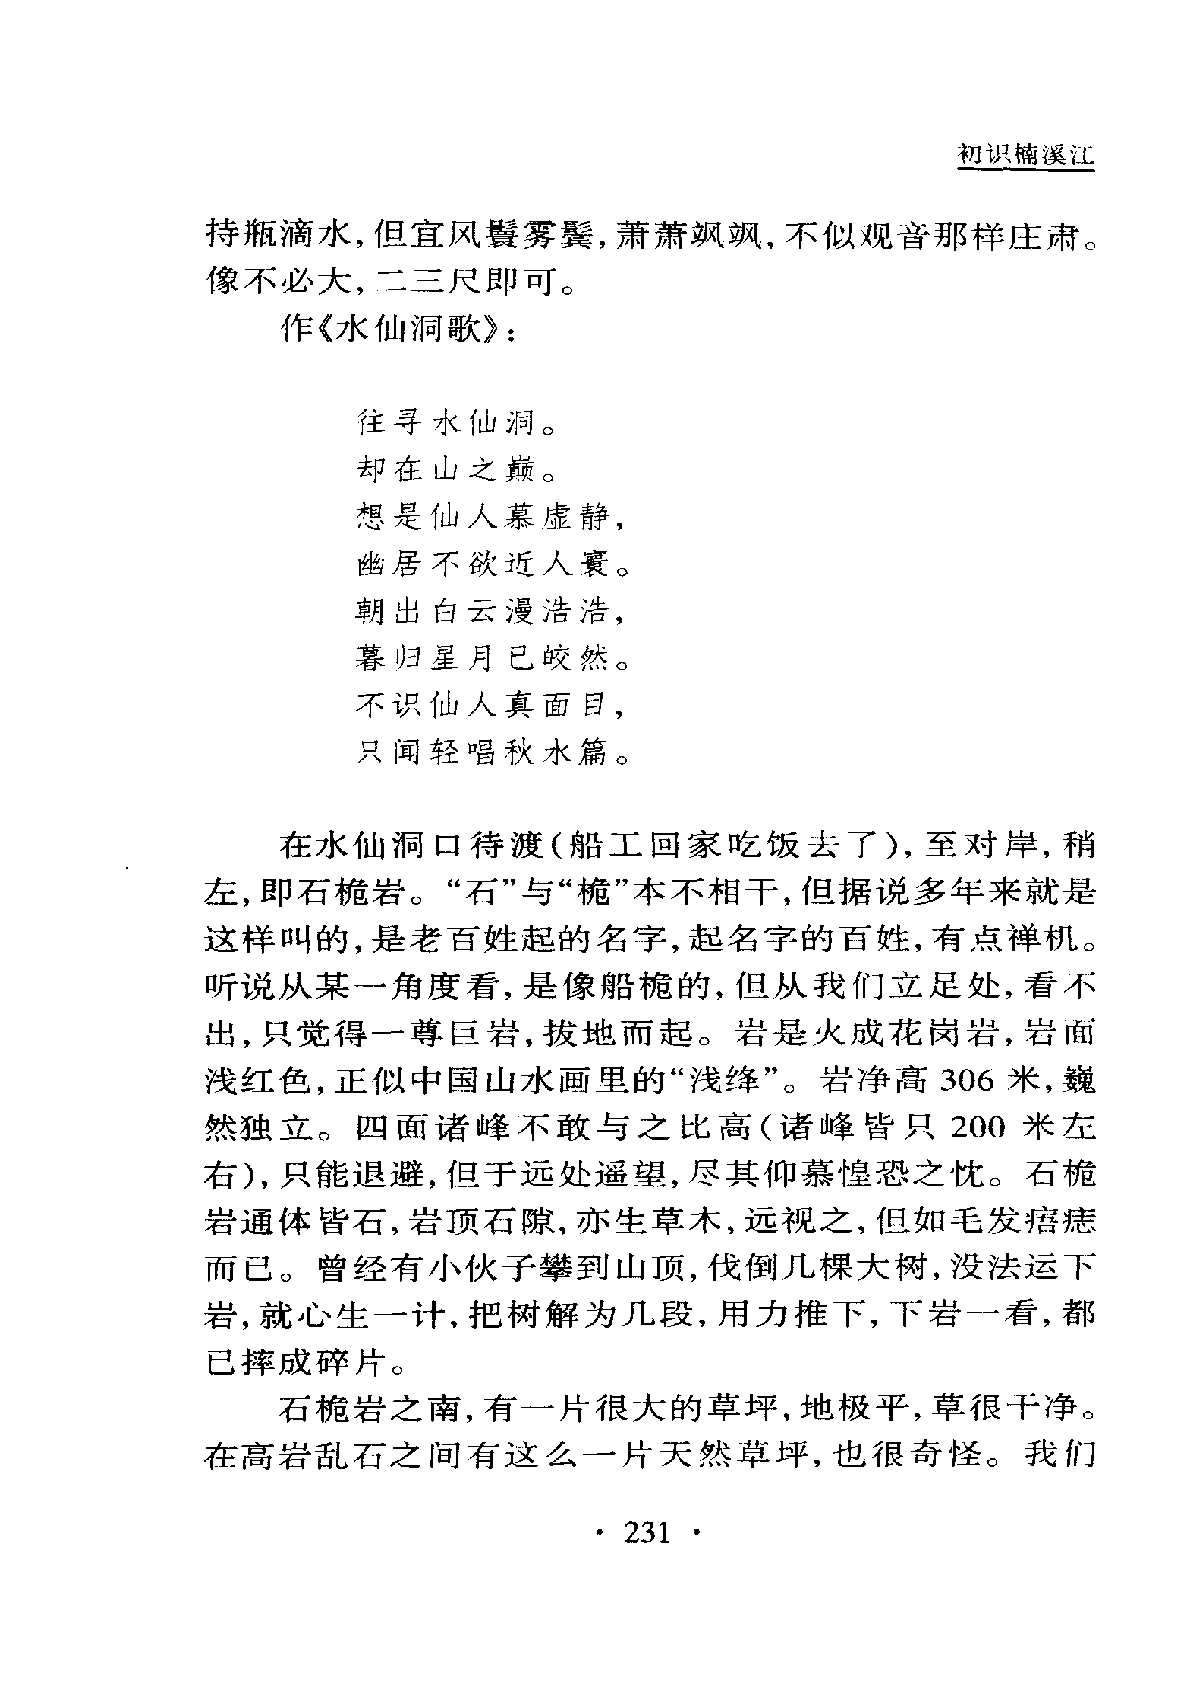 初识楠溪江
持瓶滴水,但宜风鬟雾鬓,萧萧飒飒,不似观音那样庄肃。
像不必大,二三尺即可。
作《水仙洞歌》:
往寻水仙洞。
却在山之巅。
想是仙人慕虚静,
幽居不欲近人寰。
朝出白云漫浩浩,
暮归星月已皎然。
不识仙人真面目,
只闻轻唱秋水篇。
在水仙洞口待渡(船工回家吃饭去了),至对岸,稍
左,即石桅岩。“石”与“桅”本不相干,但据说多年来就是
这样叫的,是老百姓起的名字,起名字的百姓,有点禅机。
听说从某一角度看,是像船桅的,但从我们立足处,看不
出,只觉得一尊巨岩,拔地而起。岩是火成花岗岩,岩面
浅红色,正似中国山水画里的“浅绛”。岩净高 306 米,巍
然独立。四面诸峰不敢与之比高(诸峰皆只 200 米左
右),只能退避,但于远处遥望,尽其仰慕惶恐之忱。石桅
岩通体皆石,岩顶石隙,亦生草木,远视之,但如毛发痦痣
而已。曾经有小伙子攀到山顶,伐倒几棵大树,没法运下
岩,就心生一计,把树解为几段,用力推下,下岩一看,都
已摔成碎片。
石桅岩之南,有一片很大的草坪,地极平,草很干净。
在高岩乱石之间有这么一片天然草坪,也很奇怪。我们
· 231 ·